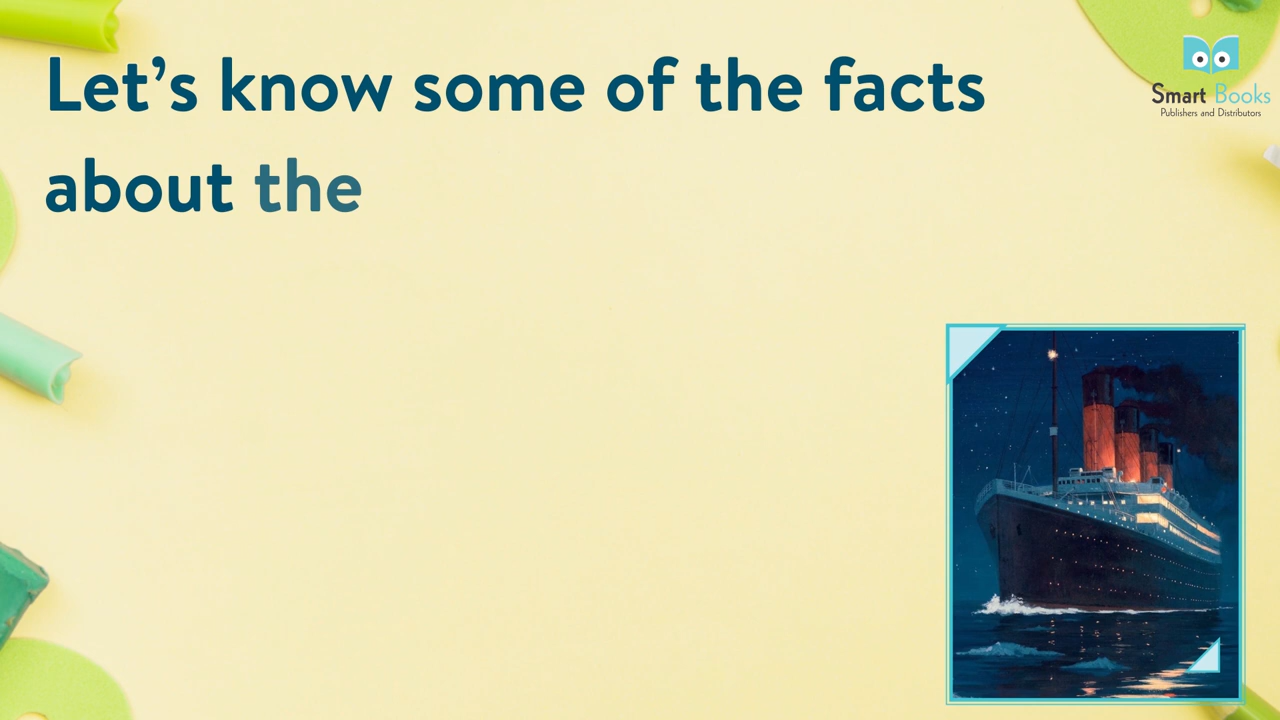 Let's know some of the facts
about the
Smart Books
Publishers and Distributors